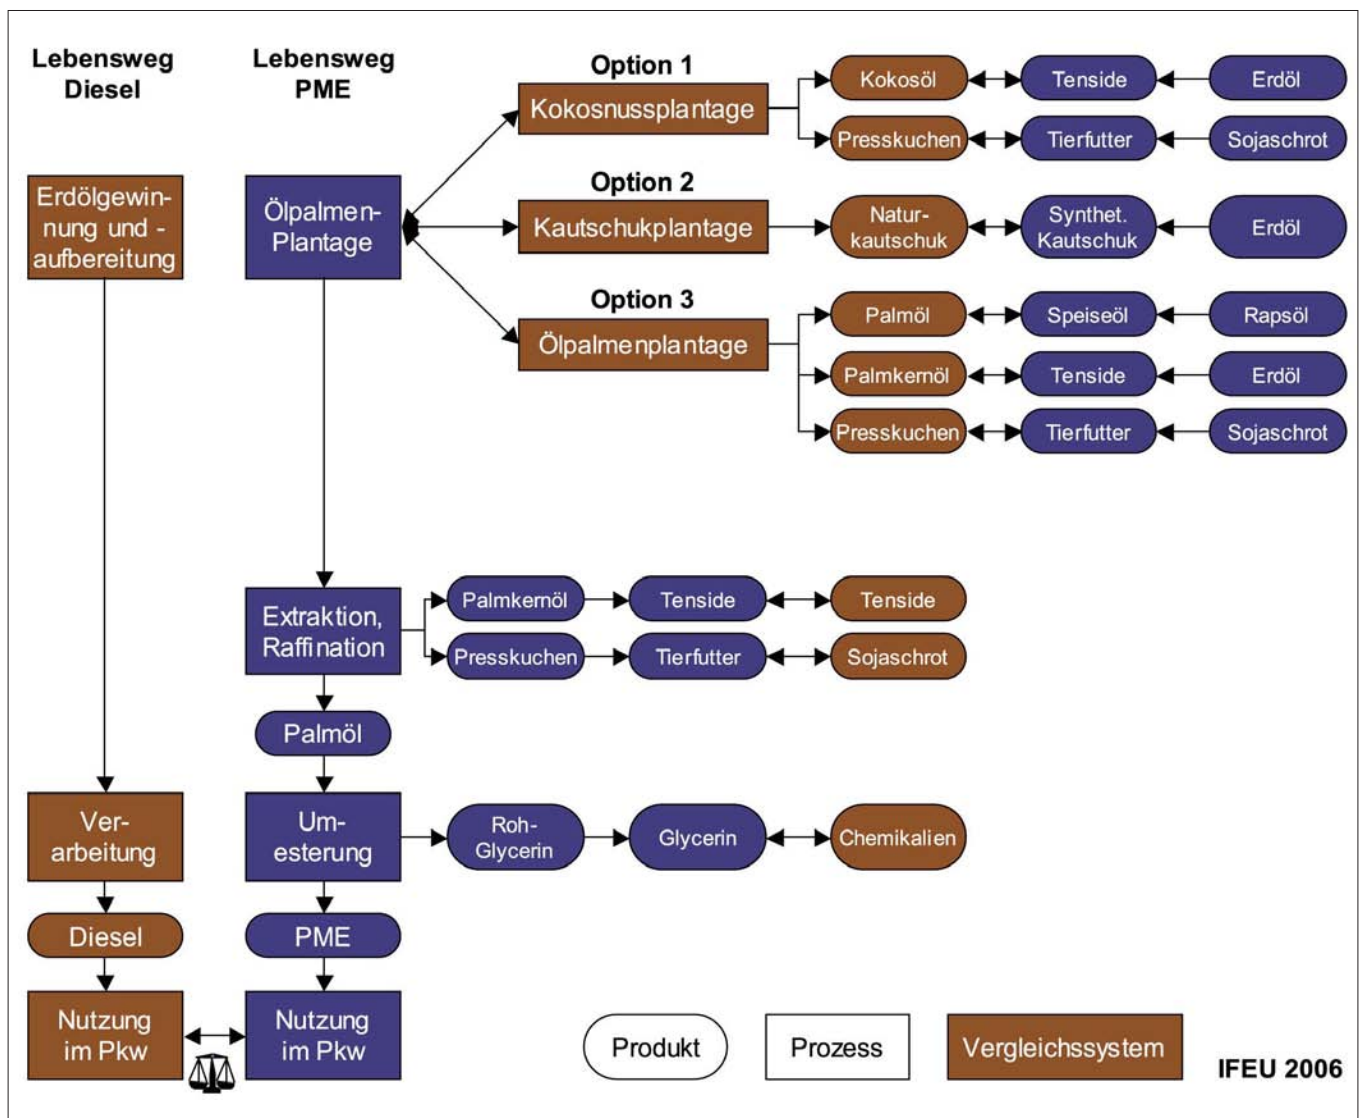 Lebensweg
Diesel
Lebensweg
PME
Option 1
Kokosnussplantage
Kokosöl
Tenside
Erdöl
Presskuchen
Tierfutter
Sojaschrot
Erdölgewin-
nung und -
aufbereitung
Ölpalmen-
Plantage
Option 2
Kautschukplantage
Natur-
kautschuk
Synthet.
Kautschuk
Erdöl
Option 3
Ölpalmenplantage
Palmöl
Speiseöl
Rapsöl
Palmkernöl
Tenside
Erdöl
Presskuchen
Tierfutter
Sojaschrot
Extraktion,
Raffination
Palmkernöl
Tenside
Tenside
Presskuchen
Tierfutter
Sojaschrot
Palmöl
Ver-
arbeitung
Um-
esterung
Roh-
Glycerin
Glycerin
Chemikalien
Diesel
PME
Nutzung
im Pkw
Nutzung
im Pkw
Produkt
Prozess
Vergleichssystem
IFEU 2006